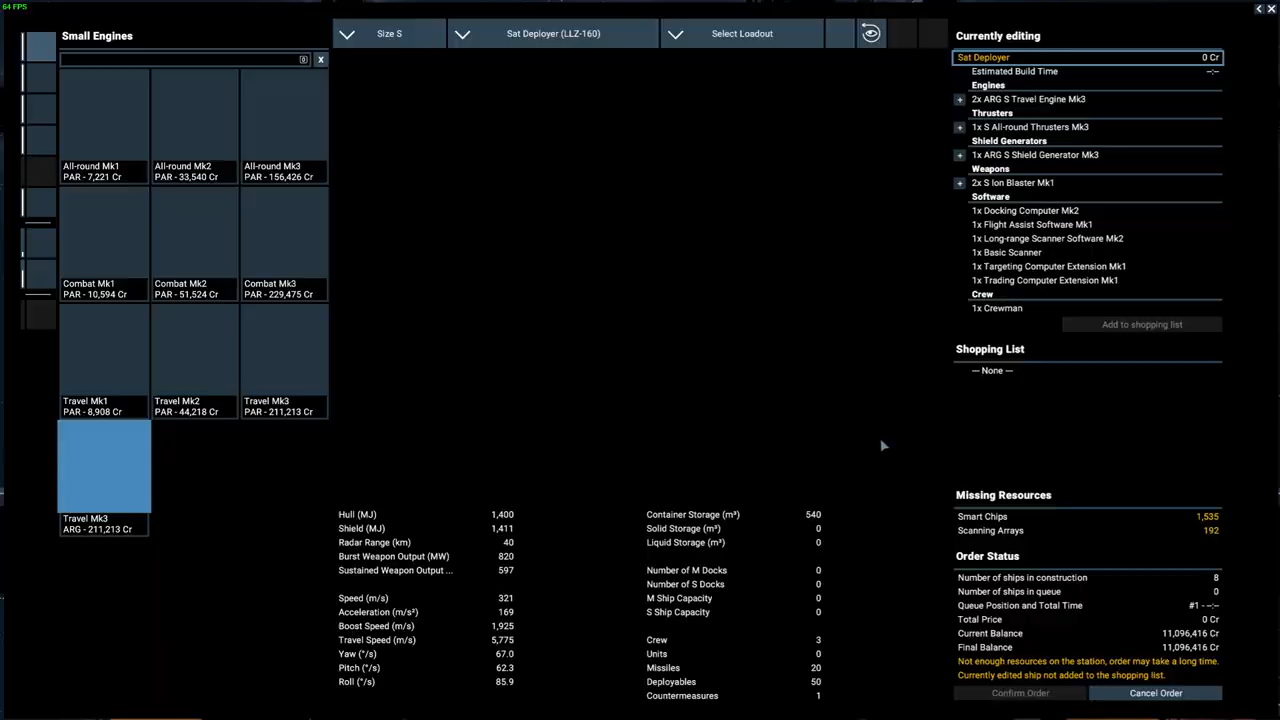 64 FPS
Small Engines
0
x
All-round Mk1
PAR - 7,221 Cr
All-round Mk2
PAR - 33,540 Cr
All-round Mk3
PAR - 156,426 Cr
Combat Mk1
PAR - 10,594 Cr
Combat Mk2
PAR - 51,524 Cr
Combat Mk3
PAR - 229,475 Cr
Travel Mk1
PAR - 8,908 Cr
Travel Mk2
PAR - 44,218 Cr
Travel Mk3
PAR - 211,213 Cr
Travel Mk3
ARG - 211,213 Cr
Size S
Sat Deployer (LLZ-160)
Select Loadout
Hull (MJ) 1,400
Shield (MJ) 1,411
Radar Range (km) 40
Burst Weapon Output (MW) 820
Sustained Weapon Output ... 597
Speed (m/s) 321
Acceleration (m/s²) 169
Boost Speed (m/s) 1,925
Travel Speed (m/s) 5,775
Yaw (°/s) 67.0
Pitch (°/s) 62.3
Roll (°/s) 85.9
Container Storage (m³) 540
Solid Storage (m³) 0
Liquid Storage (m³) 0
Number of M Docks 0
Number of S Docks 0
M Ship Capacity 0
S Ship Capacity 0
Crew 3
Units 0
Missiles 20
Deployables 50
Countermeasures 1
Currently editing
Sat Deployer 0 Cr
Estimated Build Time --:--
Engines
+ 2x ARG S Travel Engine Mk3
Thrusters
+ 1x S All-round Thrusters Mk3
Shield Generators
+ 1x ARG S Shield Generator Mk3
Weapons
+ 2x S Ion Blaster Mk1
Software
1x Docking Computer Mk2
1x Flight Assist Software Mk1
1x Long-range Scanner Software Mk2
1x Basic Scanner
1x Targeting Computer Extension Mk1
1x Trading Computer Extension Mk1
Crew
1x Crewman
Add to shopping list
Shopping List
— None —
Missing Resources
Smart Chips 1,535
Scanning Arrays 192
Order Status
Number of ships in construction 8
Number of ships in queue 0
Queue Position and Total Time #1 - --:--
Total Price 0 Cr
Current Balance 11,096,416 Cr
Final Balance 11,096,416 Cr
Not enough resources on the station, order may take a long time.
Currently edited ship not added to the shopping list.
Confirm Order
Cancel Order